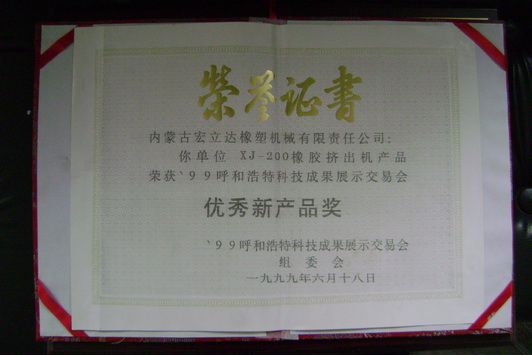 榮誉证書
内蒙古宏立达橡塑机械有限责任公司:
你单位 XJ-200橡胶挤出机产品
荣获`99呼和浩特科技成果展示交易会
优秀新产品奖
`99呼和浩特科技成果展示交易会
组委会
一九九九年六月十八日